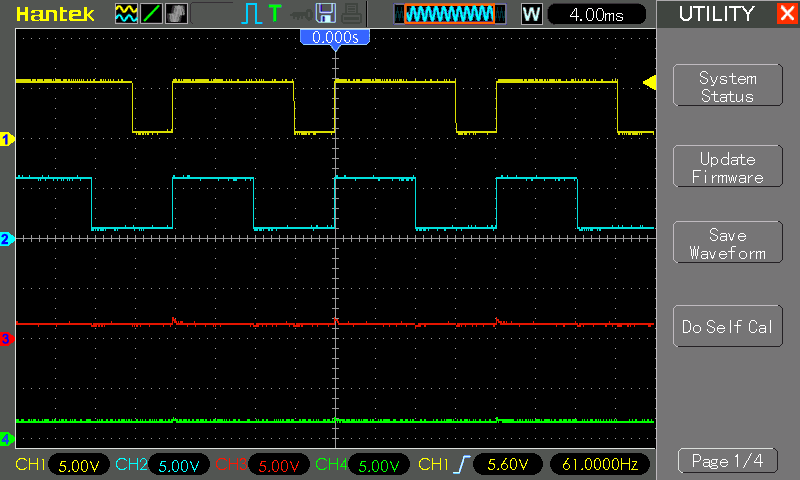 Hantek T W 4.00ms UTILITY
0.000s
System
Status
1
Update
Firmware
2
Save
Waveform
3
Do Self Cal
4
CH1 5.00V CH2 5.00V CH3 5.00V CH4 5.00V CH1 5.60V 61.0000Hz Page 1/4